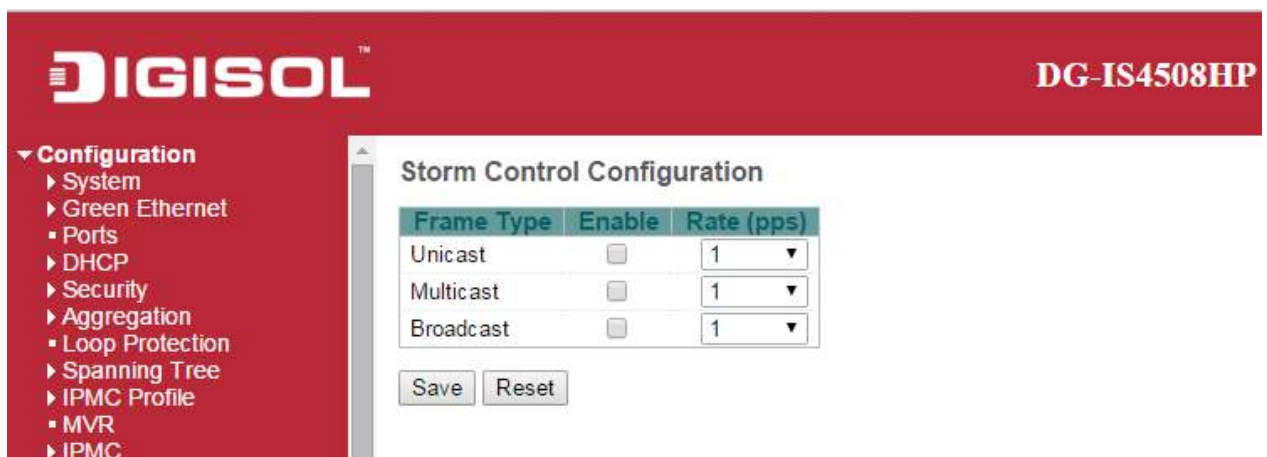 DIGISOL™
DG-IS4508HP
Configuration
System
Green Ethernet
Ports
DHCP
Security
Aggregation
Loop Protection
Spanning Tree
IPMC Profile
MVR
IPMC
Storm Control Configuration
Frame Type Enable Rate (pps)
Unicast 1
Multicast 1
Broadcast 1
Save Reset